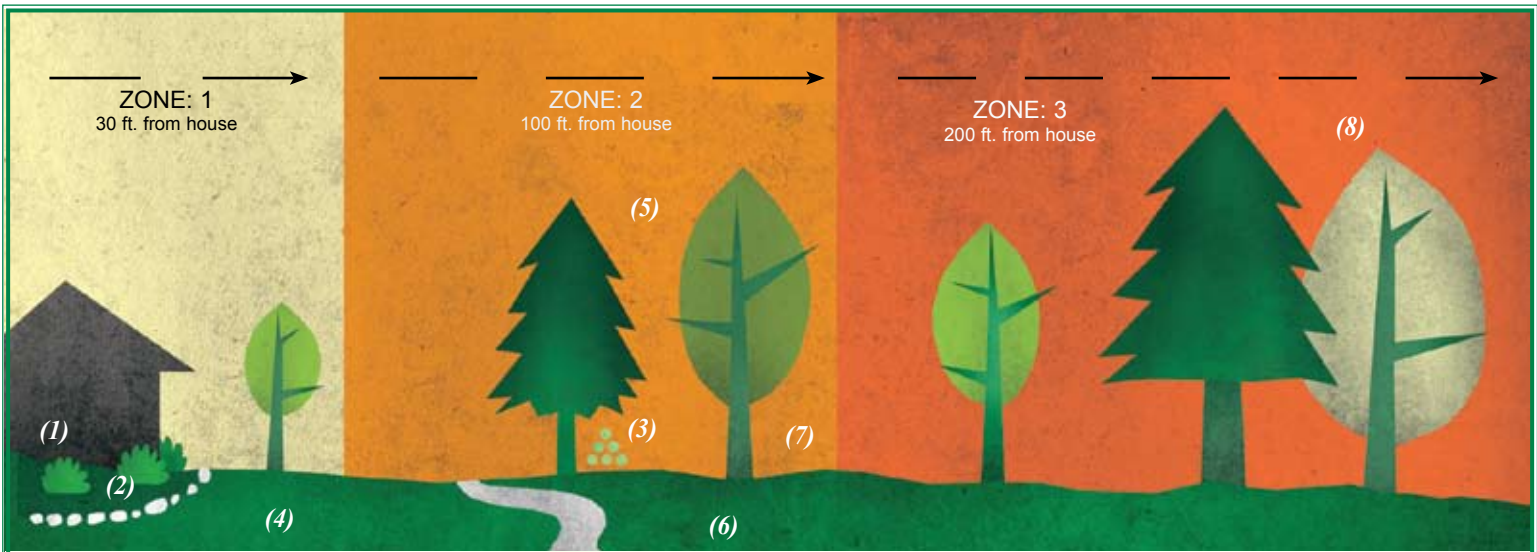 ZONE: 1
30 ft. from house
ZONE: 2
100 ft. from house
ZONE: 3
200 ft. from house
(8)
(5)
(1)
(3)
(7)
(2)
(4)
(6)